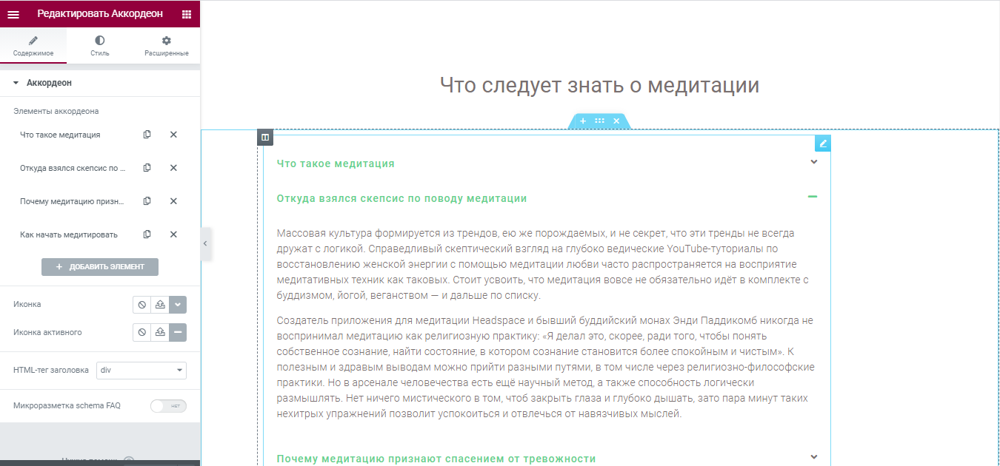 Редактировать Аккордеон
Содержимое
Стиль
Расширенные
Аккордеон
Элементы аккордеона
Что такое медитация
Откуда взялся скепсис по ...
Почему медитацию призн...
Как начать медитировать
ДОБАВИТЬ ЭЛЕМЕНТ
Иконка
Иконка активного
HTML-тег заголовка
div
Микроразметка schema FAQ
НЕТ
Что следует знать о медитации
Что такое медитация
Откуда взялся скепсис по поводу медитации
Массовая культура формируется из трендов, ею же порождаемых, и не секрет, что эти тренды не всегда
дружат с логикой. Справедливый скептический взгляд на глубоко ведические YouTube-туториалы по
восстановлению женской энергии с помощью медитации любви часто распространяется на восприятие
медитативных техник как таковых. Стоит усвоить, что медитация вовсе не обязательно идёт в комплекте с
буддизмом, йогой, веганством — и дальше по списку.
Создатель приложения для медитации Headspace и бывший буддийский монах Энди Паддикомб никогда не
воспринимал медитацию как религиозную практику: «Я делал это, скорее, ради того, чтобы понять
собственное сознание, найти состояние, в котором сознание становится более спокойным и чистым». К
полезным и здравым выводам можно прийти разными путями, в том числе через религиозно-философские
практики. Но в арсенале человечества есть ещё научный метод, а также способность логически
размышлять. Нет ничего мистического в том, чтоб закрыть глаза и глубоко дышать, зато пара минут таких
нехитрых упражнений позволит успокоиться и отвлечься от навязчивых мыслей.
Почему медитацию признают спасением от тревожности